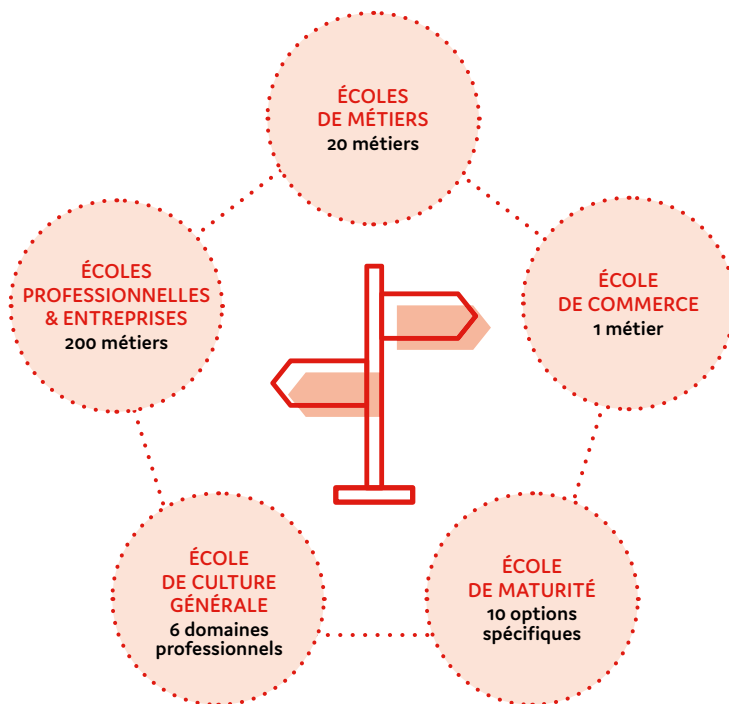 ÉCOLES
DE MÉTIERS
20 métiers
ÉCOLES
PROFESSIONNELLES
& ENTREPRISES
200 métiers
ÉCOLE
DE COMMERCE
1 métier
ÉCOLE
DE CULTURE
GÉNÉRALE
6 domaines
professionnels
ÉCOLE
DE MATURITÉ
10 options
spécifiques